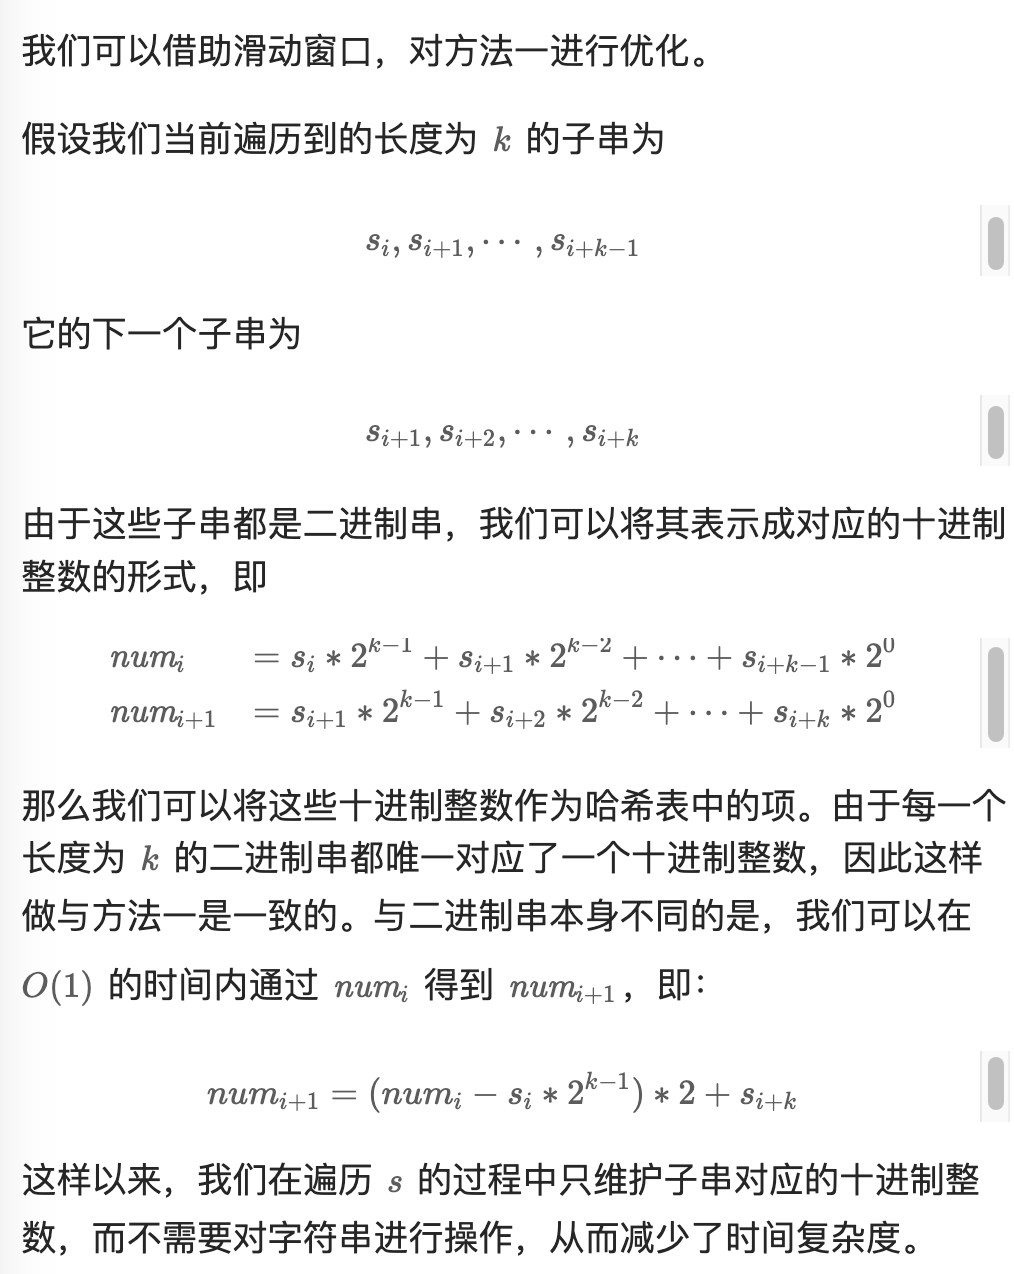 我们可以借助滑动窗口，对方法一进行优化。
假设我们当前遍历到的长度为 k 的子串为
s_i, s_{i+1}, ⋯ , s_{i+k−1}
它的下一个子串为
s_{i+1}, s_{i+2}, ⋯ , s_{i+k}
由于这些子串都是二进制串，我们可以将其表示成对应的十进制
整数的形式，即
num_i = s_i ∗ 2^{k−1} + s_{i+1} ∗ 2^{k−2} + ⋯ + s_{i+k−1} ∗ 2^0
num_{i+1} = s_{i+1} ∗ 2^{k−1} + s_{i+2} ∗ 2^{k−2} + ⋯ + s_{i+k} ∗ 2^0
那么我们可以将这些十进制整数作为哈希表中的项。由于每一个
长度为 k 的二进制串都唯一对应了一个十进制整数，因此这样
做与方法一是一致的。与二进制串本身不同的是，我们可以在
O(1) 的时间内通过 num_i 得到 num_{i+1}，即：
num_{i+1} = (num_i − s_i ∗ 2^{k−1}) ∗ 2 + s_{i+k}
这样以来，我们在遍历 s 的过程中只维护子串对应的十进制整
数，而不需要对字符串进行操作，从而减少了时间复杂度。